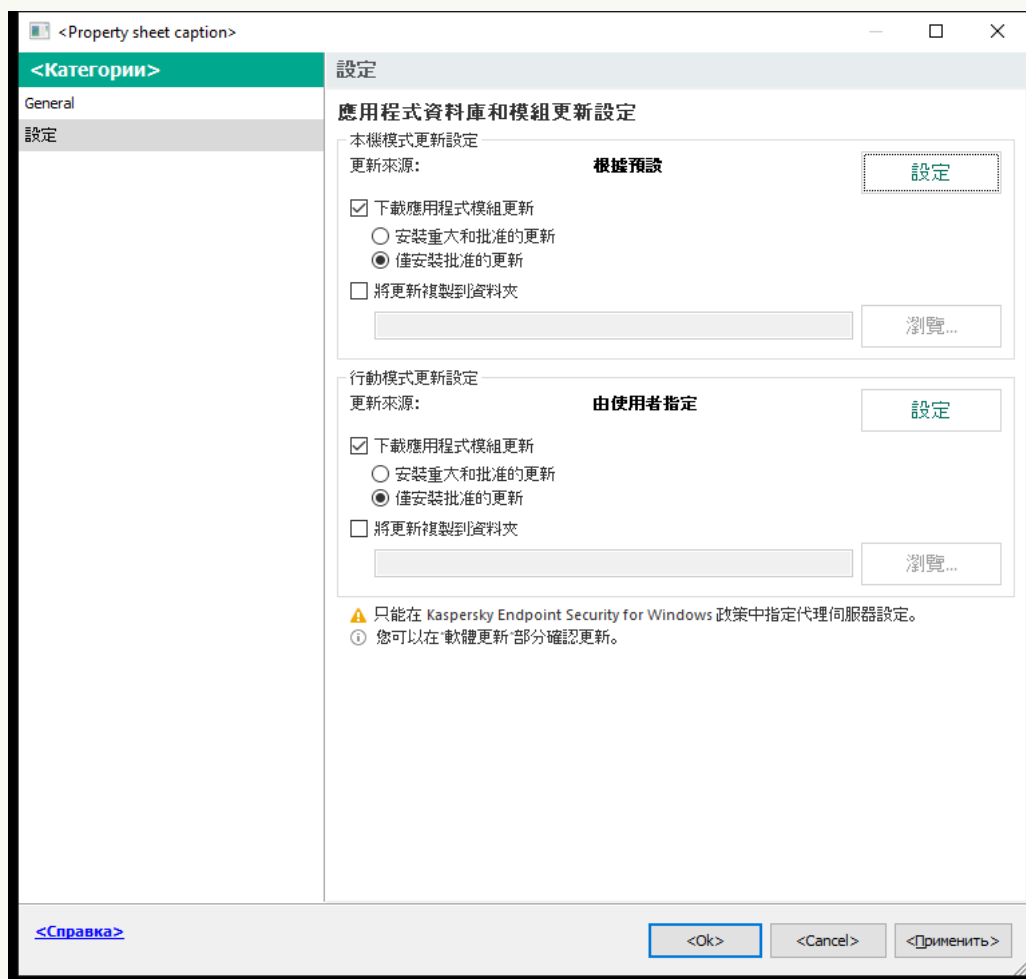 <Property sheet caption>
<Категории>
General
設定
設定
應用程式資料庫和模組更新設定
本機模式更新設定
更新來源: 根據預設
設定
下載應用程式模組更新
安裝重大和批准的更新
僅安裝批准的更新
將更新複製到資料夾
瀏覽...
行動模式更新設定
更新來源: 由使用者指定
設定
下載應用程式模組更新
安裝重大和批准的更新
僅安裝批准的更新
將更新複製到資料夾
瀏覽...
只能在 Kaspersky Endpoint Security for Windows 政策中指定代理伺服器設定。
您可以在"軟體更新"部分確認更新。
<Справка>
<Ok> <Cancel> <Применить>